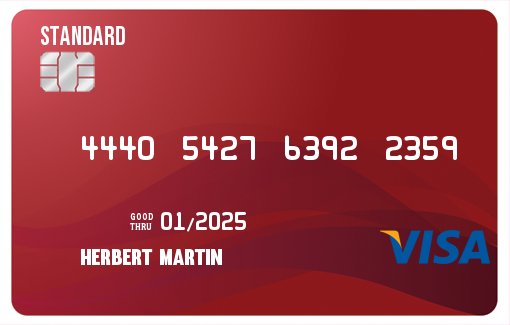 STANDARD
4440 5427 6392 2359
GOOD THRU 01/2025
HERBERT MARTIN
VISA